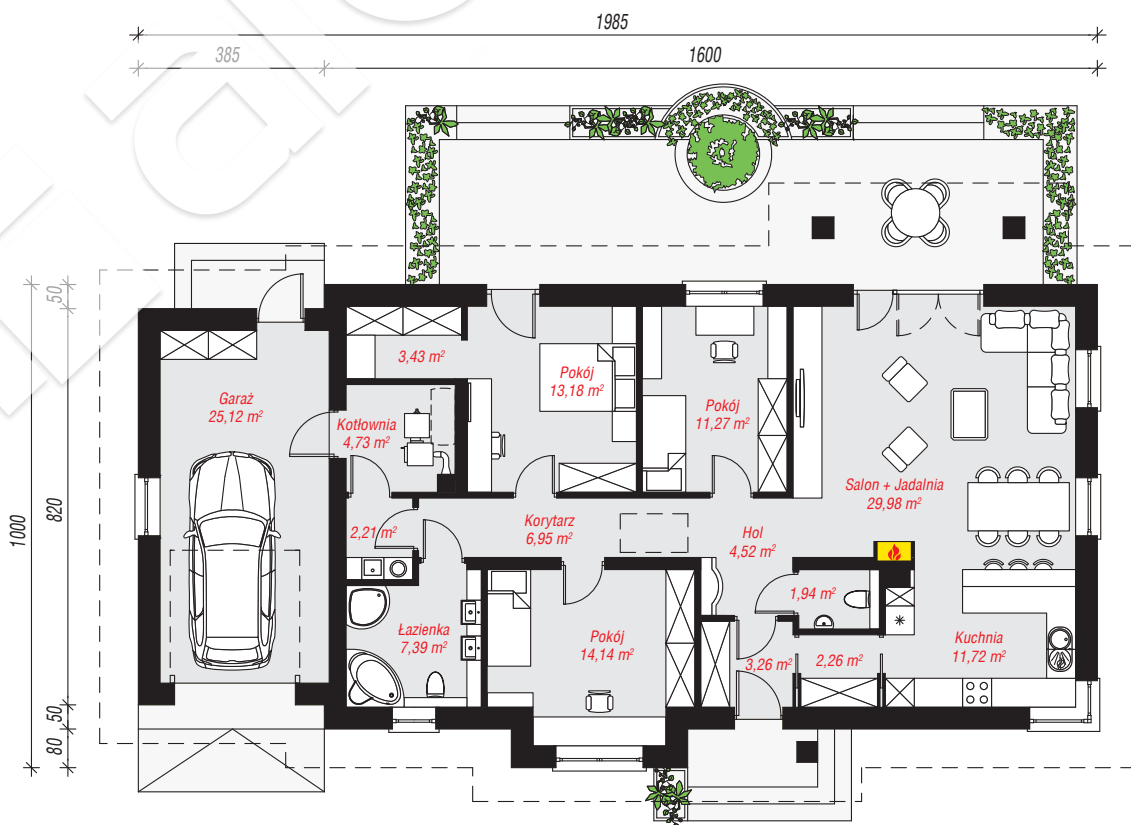 1985
385
1600
50
820
1000
50
80
3,43 m²
Pokój
13,18 m²
Garaż
25,12 m²
Kotłownia
4,73 m²
Pokój
11,27 m²
Salon + Jadalnia
29,98 m²
2,21 m²
Korytarz
6,95 m²
Hol
4,52 m²
1,94 m²
Łazienka
7,39 m²
Pokój
14,14 m²
3,26 m²
2,26 m²
Kuchnia
11,72 m²